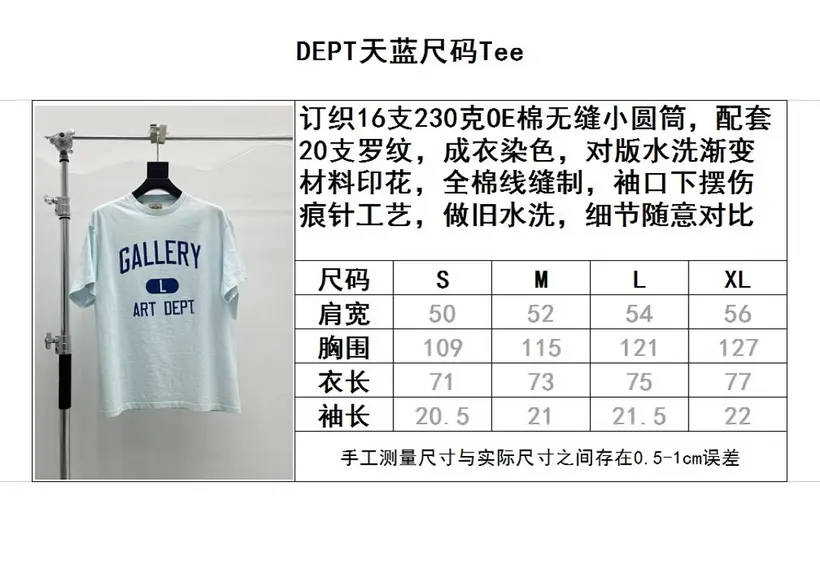 DEPT天蓝尺码Tee
订织16支230克OE棉无缝小圆筒，配套
20支罗纹，成衣染色，对版水洗渐变
材料印花，全棉线缝制，袖口下摆伤
痕针工艺，做旧水洗，细节随意对比
GALLERY
L
ART DEPT
尺码 S M L XL
肩宽 50 52 54 56
胸围 109 115 121 127
衣长 71 73 75 77
袖长 20.5 21 21.5 22
手工测量尺寸与实际尺寸之间存在0.5-1cm误差